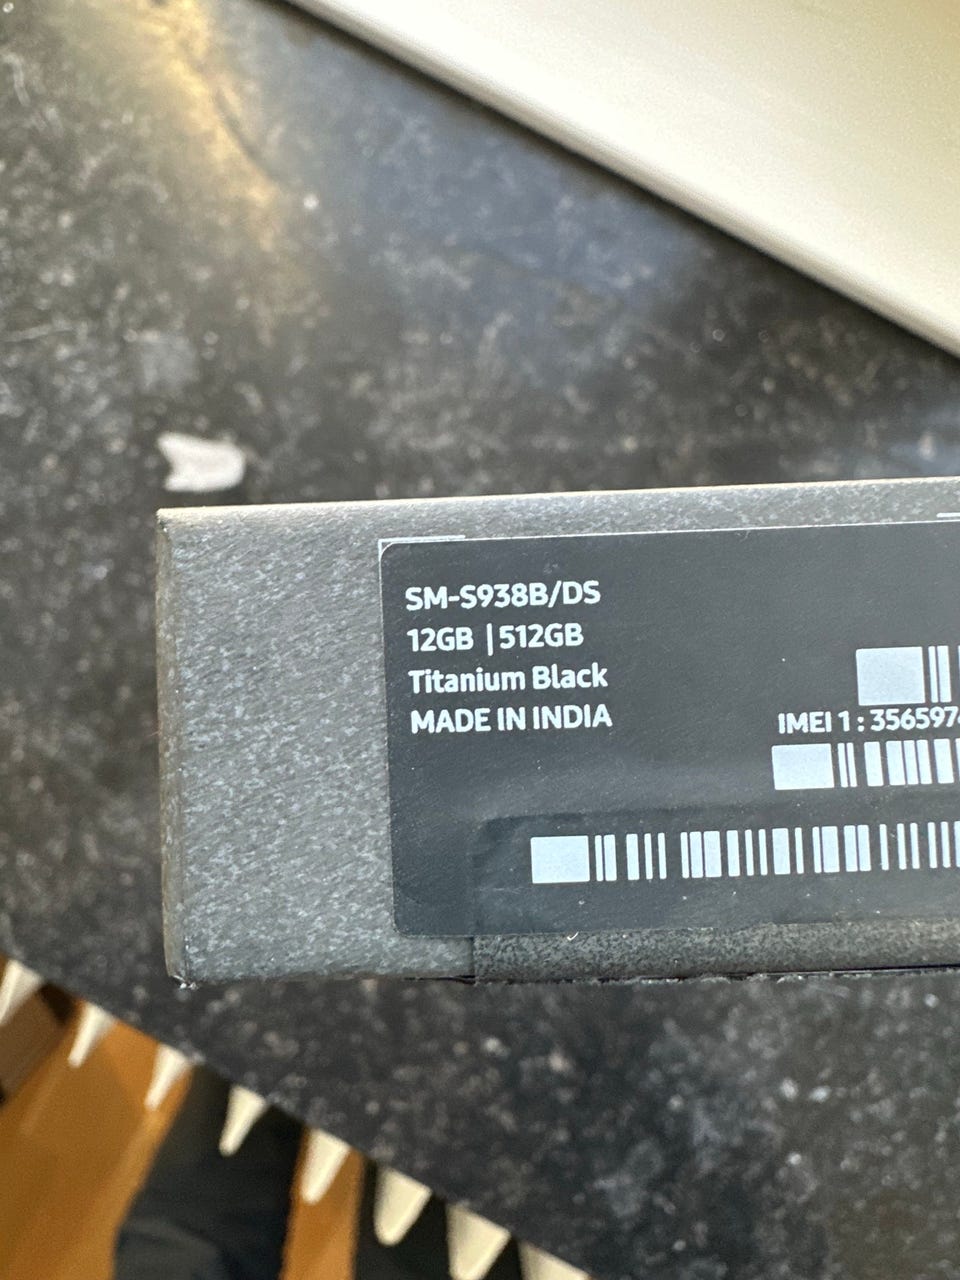 SM-S938B/DS
12GB | 512GB
Titanium Black
MADE IN INDIA
IMEI 1 : 356597